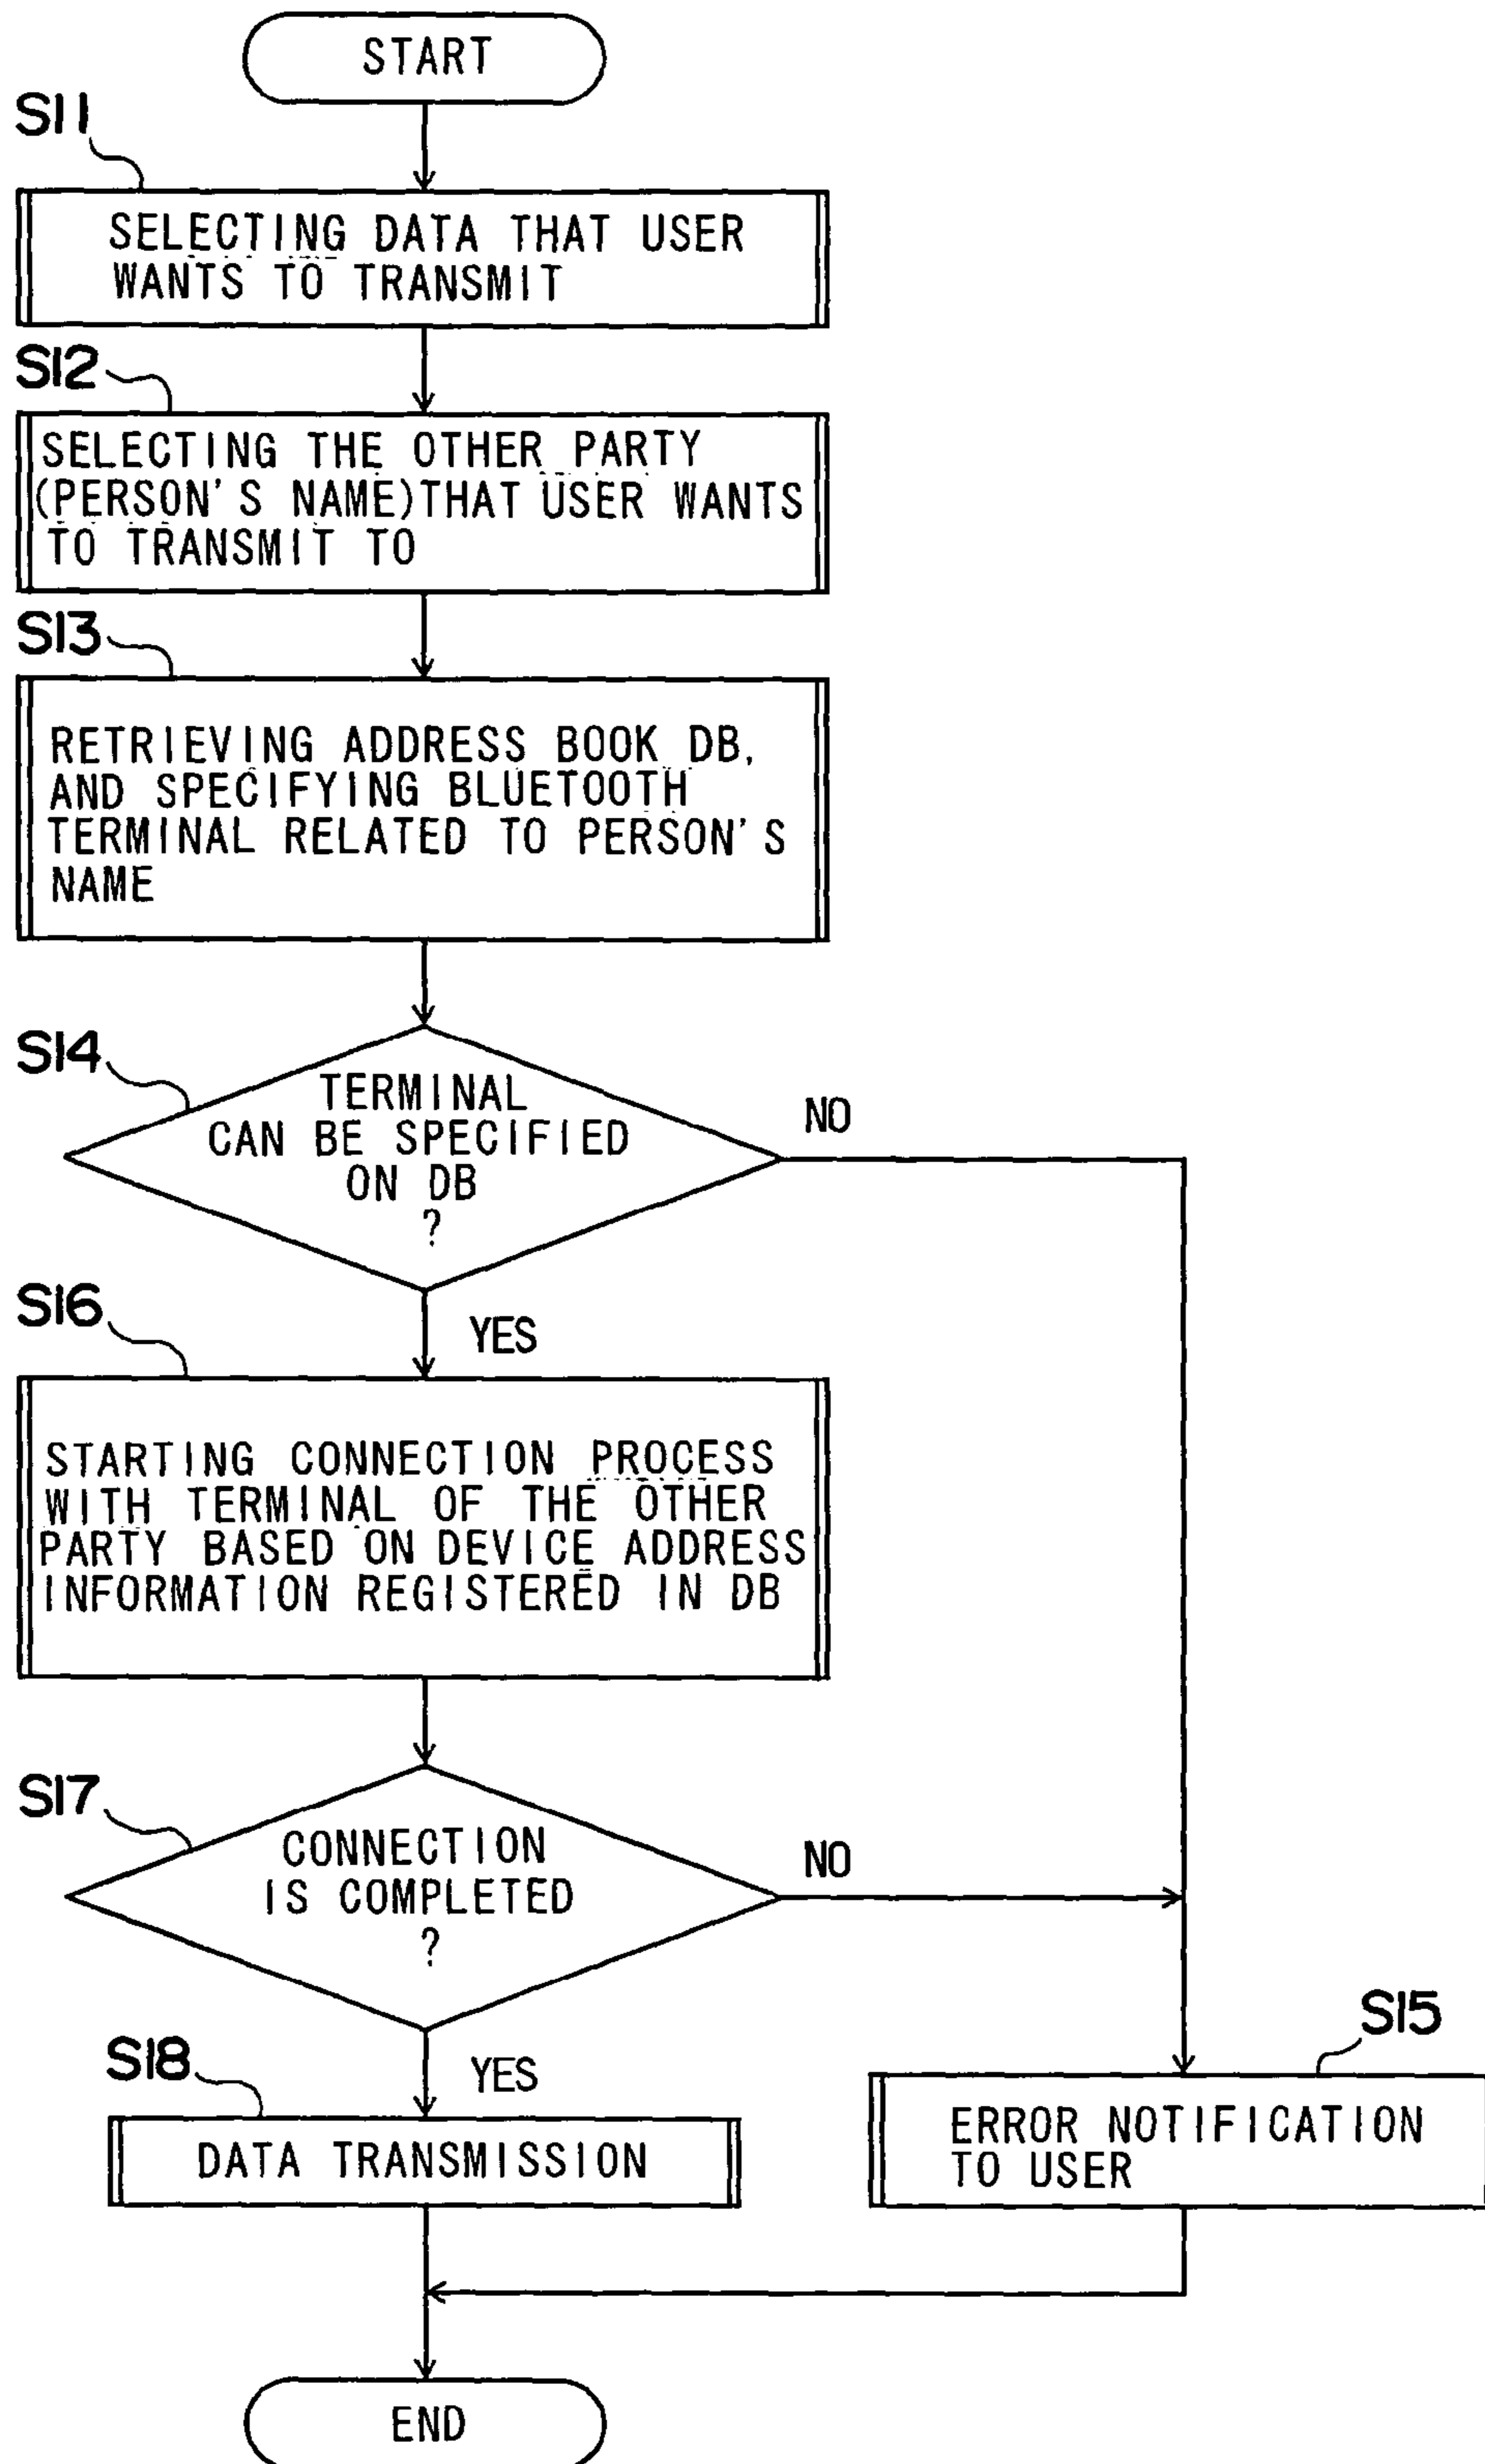 START
S11
SELECTING DATA THAT USER
WANTS TO TRANSMIT
S12
SELECTING THE OTHER PARTY
(PERSON'S NAME)THAT USER WANTS
TO TRANSMIT TO
S13
RETRIEVING ADDRESS BOOK DB,
AND SPECIFYING BLUETOOTH
TERMINAL RELATED TO PERSON'S
NAME
S14
TERMINAL
CAN BE SPECIFIED
ON DB
?
NO
S16
YES
STARTING CONNECTION PROCESS
WITH TERMINAL OF THE OTHER
PARTY BASED ON DEVICE ADDRESS
INFORMATION REGISTERED IN DB
S17
CONNECTION
IS COMPLETED
?
NO
S15
S18
YES
ERROR NOTIFICATION
TO USER
DATA TRANSMISSION
END